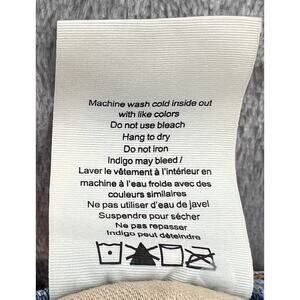 Machine wash cold inside out
with like colors
Do not use bleach
Hang to dry
Do not iron
Indigo may bleed /
Laver le vêtement à l'intérieur en
machine à l'eau froide avec des
couleurs similaires
Ne pas utiliser d'eau de javel
Suspendre pour sécher
Ne pas repasser
Indigo peut déteindre